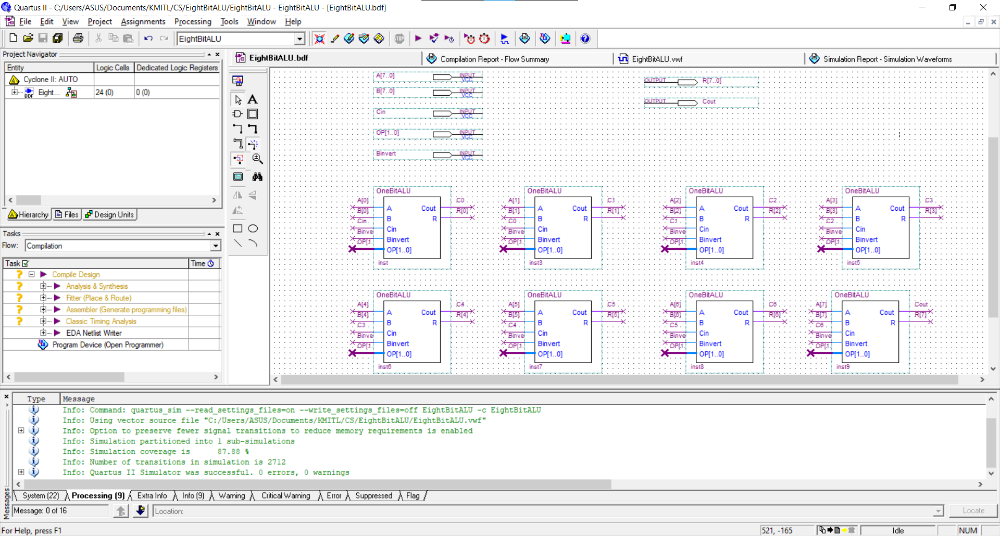 Quartus II - C:/Users/ASUS/Documents/KMITL/CS/EightBitALU/EightBitALU - EightBitALU - [EightBitALU.bdf]
File Edit View Project Assignments Processing Tools Window Help
EightBitALU
STOP
Project Navigator
Entity Logic Cells Dedicated Logic Registers
Cyclone II: AUTO
BDF Eight... 24 (0) 0 (0)
Hierarchy Files Design Units
Tasks
Flow: Compilation
Task Time
Compile Design
Analysis & Synthesis
Fitter (Place & Route)
Assembler (Generate programming files)
Classic Timing Analysis
EDA Netlist Writer
Program Device (Open Programmer)
EightBitALU.bdf Compilation Report - Flow Summary EightBitALU.vwf Simulation Report - Simulation Waveforms
A[7..0] INPUT VCC
B[7..0] INPUT VCC
Cin INPUT VCC
OP[1..0] INPUT VCC
Binvert INPUT VCC
OUTPUT R[7..0]
OUTPUT Cout
OneBitALU OneBitALU OneBitALU OneBitALU
A[0] C0 A[1] C1 A[2] C2 A[3] C3
A Cout A Cout A Cout A Cout
B[0] R[0] B[1] R[1] B[2] R[2] B[3] R[3]
B R B R B R B R
Cin C0 C1 C2
Cin Cin Cin Cin
Binve Binve Binve Binve
Binvert Binvert Binvert Binvert
OP[1. OP[1. OP[1. OP[1.
OP[1..0] OP[1..0] OP[1..0] OP[1..0]
inst inst3 inst4 inst5
OneBitALU OneBitALU OneBitALU OneBitALU
A[4] C4 A[5] C5 A[6] C6 A[7] Cout
A Cout A Cout A Cout A Cout
B[4] R[4] B[5] R[5] B[6] R[6] B[7] R[7]
B R B R B R B R
C3 C4 C5 C6
Cin Cin Cin Cin
Binve Binve Binve Binve
Binvert Binvert Binvert Binvert
OP[1. OP[1. OP[1. OP[1.
OP[1..0] OP[1..0] OP[1..0] OP[1..0]
inst6 inst7 inst8 inst9
Type Message
Info: Command: quartus_sim --read_settings_files=on --write_settings_files=off EightBitALU -c EightBitALU
Info: Using vector source file "C:/Users/ASUS/Documents/KMITL/CS/EightBitALU/EightBitALU.vwf"
Info: Option to preserve fewer signal transitions to reduce memory requirements is enabled
Info: Simulation partitioned into 1 sub-simulations
Info: Simulation coverage is 87.88 %
Info: Number of transitions in simulation is 2712
Info: Quartus II Simulator was successful. 0 errors, 0 warnings
System (22) Processing (9) Extra Info Info (9) Warning Critical Warning Error Suppressed Flag
Messages
Message: 0 of 16 Location: Locate
For Help, press F1 521, -165 Idle NUM